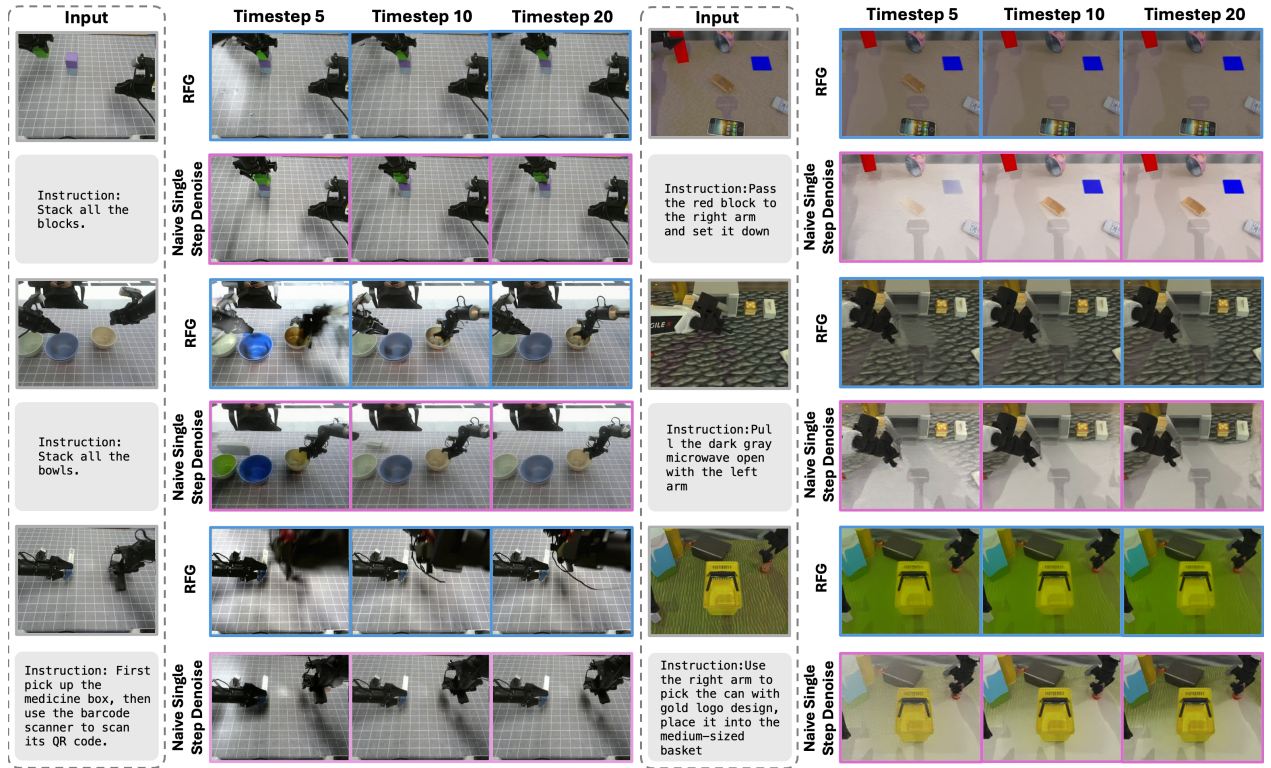 Input
Timestep 5
Timestep 10
Timestep 20
Input
Timestep 5
Timestep 10
Timestep 20
RFG
RFG
Instruction:
Stack all the
blocks.
Naive Single
Step Denoise
Instruction:Pass
the red block to
the right arm
and set it down
Naive Single
Step Denoise
RFG
GILE X
RFG
Instruction:
Stack all the
bowls.
Naive Single
Step Denoise
Instruction:Pul
l the dark gray
microwave open
with the left
arm
Naive Single
Step Denoise
RFG
RFG
Instruction: First
pick up the
medicine box, then
use the barcode
scanner to scan
its QR code.
Naive Single
Step Denoise
Instruction:Use
the right arm to
pick the can with
gold logo design,
place it into the
medium-sized
basket
Naive Single
Step Denoise